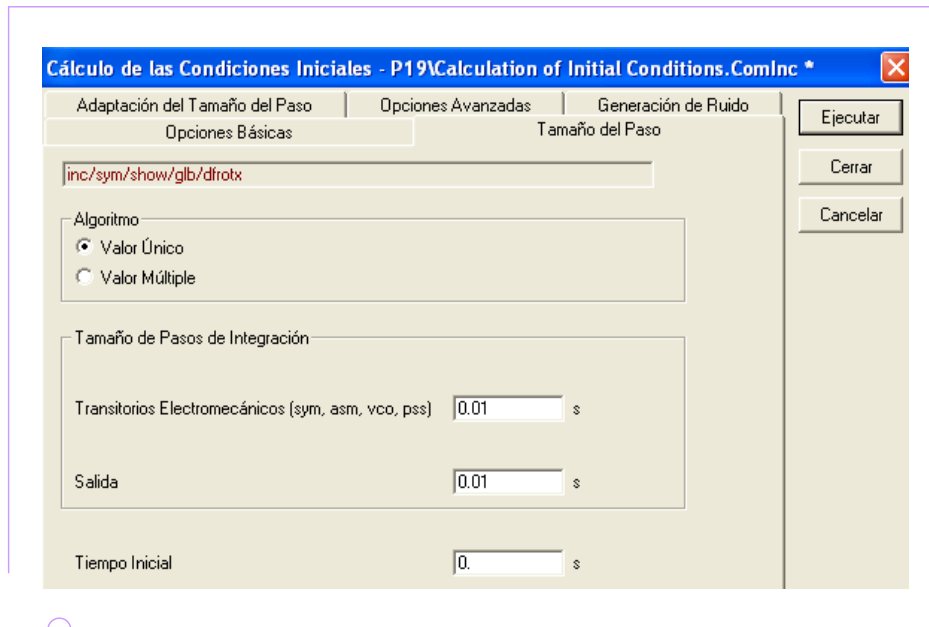 Cálculo de las Condiciones Iniciales - P19\Calculation of Initial Conditions.ComInc *
Adaptación del Tamaño del Paso Opciones Avanzadas Generación de Ruido
Opciones Básicas Tamaño del Paso
Ejecutar
inc/sym/show/glb/dfrotx
Cerrar
Algoritmo
Cancelar
Valor Único
Valor Múltiple
Tamaño de Pasos de Integración
Transitorios Electromecánicos (sym, asm, vco, pss) 0.01 s
Salida 0.01 s
Tiempo Inicial 0. s